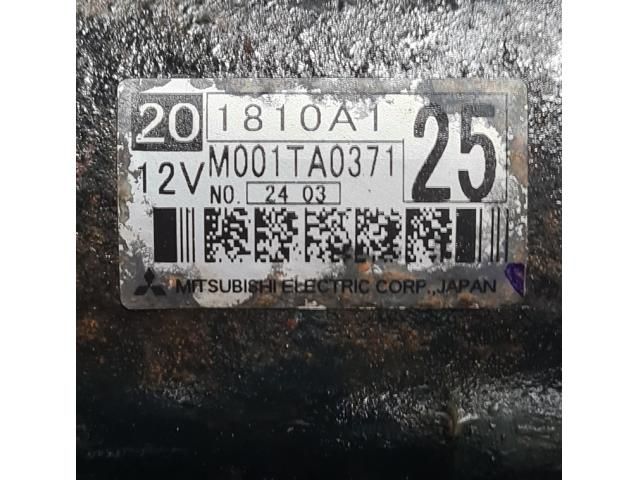 20 1810A1 25
12V M001TA0371
NO. 24 03
MITSUBISHI ELECTRIC CORP., JAPAN